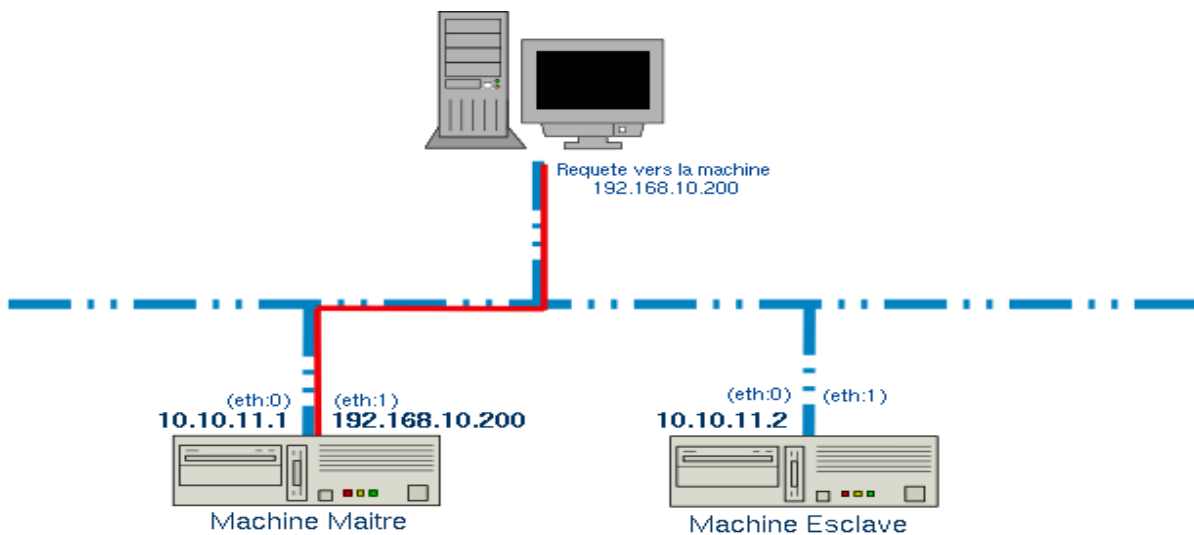 Requete vers la machine
192.168.10.200
(eth:0) (eth:1)
10.10.11.1 192.168.10.200
(eth:0) (eth:1)
10.10.11.2
Machine Maitre
Machine Esclave